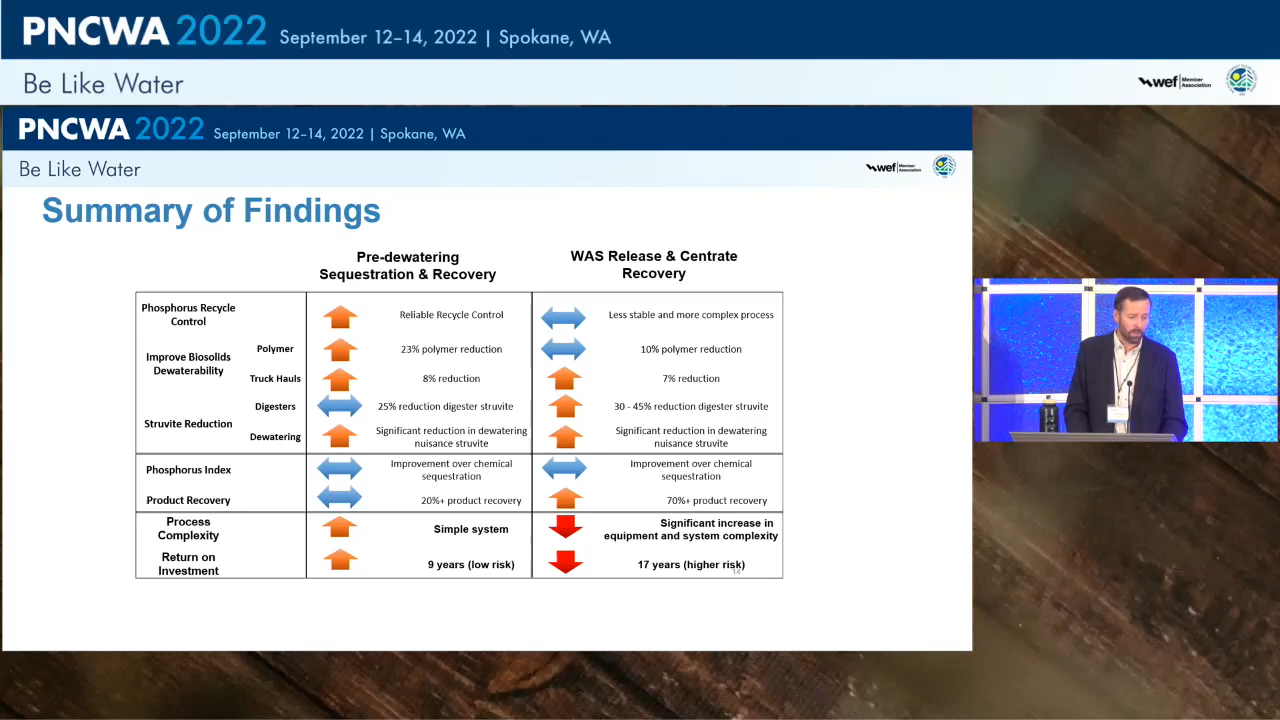 PNCWA 2022 September 12–14, 2022 | Spokane, WA
Be Like Water
wef Member Association
PNCWA 2022 September 12–14, 2022 | Spokane, WA
Be Like Water
wef Member Association
Summary of Findings
Pre-dewatering
Sequestration & Recovery
WAS Release & Centrate
Recovery
Phosphorus Recycle
Control
Reliable Recycle Control
Less stable and more complex process
Improve Biosolids
Dewaterability
Polymer
23% polymer reduction
10% polymer reduction
Truck Hauls
8% reduction
7% reduction
Struvite Reduction
Digesters
25% reduction digester struvite
30 - 45% reduction digester struvite
Dewatering
Significant reduction in dewatering
nuisance struvite
Significant reduction in dewatering
nuisance struvite
Phosphorus Index
Improvement over chemical
sequestration
Improvement over chemical
sequestration
Product Recovery
20%+ product recovery
70%+ product recovery
Process
Complexity
Simple system
Significant increase in
equipment and system complexity
Return on
Investment
9 years (low risk)
17 years (higher risk)
14